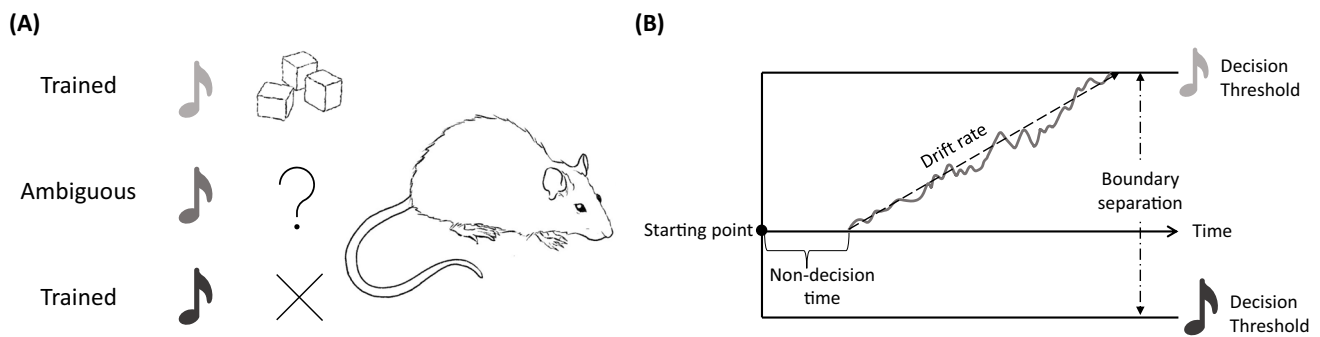 (A)
Trained
Ambiguous
?
Trained
(B)
Decision
Threshold
Drift rate
Boundary
separation
Starting point
Time
Non-decision
time
Decision
Threshold